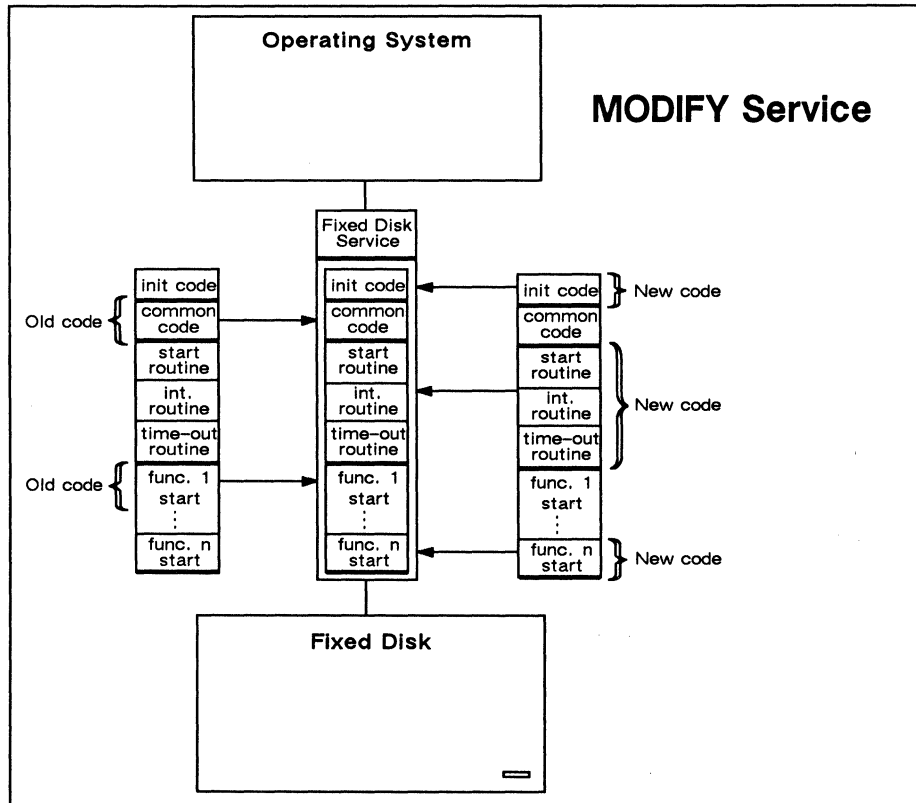 Operating System
MODIFY Service
Fixed Disk
Service
Old code
init code
common
code
start
routine
int.
routine
time-out
routine
Old code
func. 1
start
func. n
start
init code
common
code
start
routine
int.
routine
time-out
routine
func. 1
start
func. n
start
init code
New code
common
code
start
routine
int.
routine
New code
time-out
routine
func. 1
start
func. n
start
New code
Fixed Disk